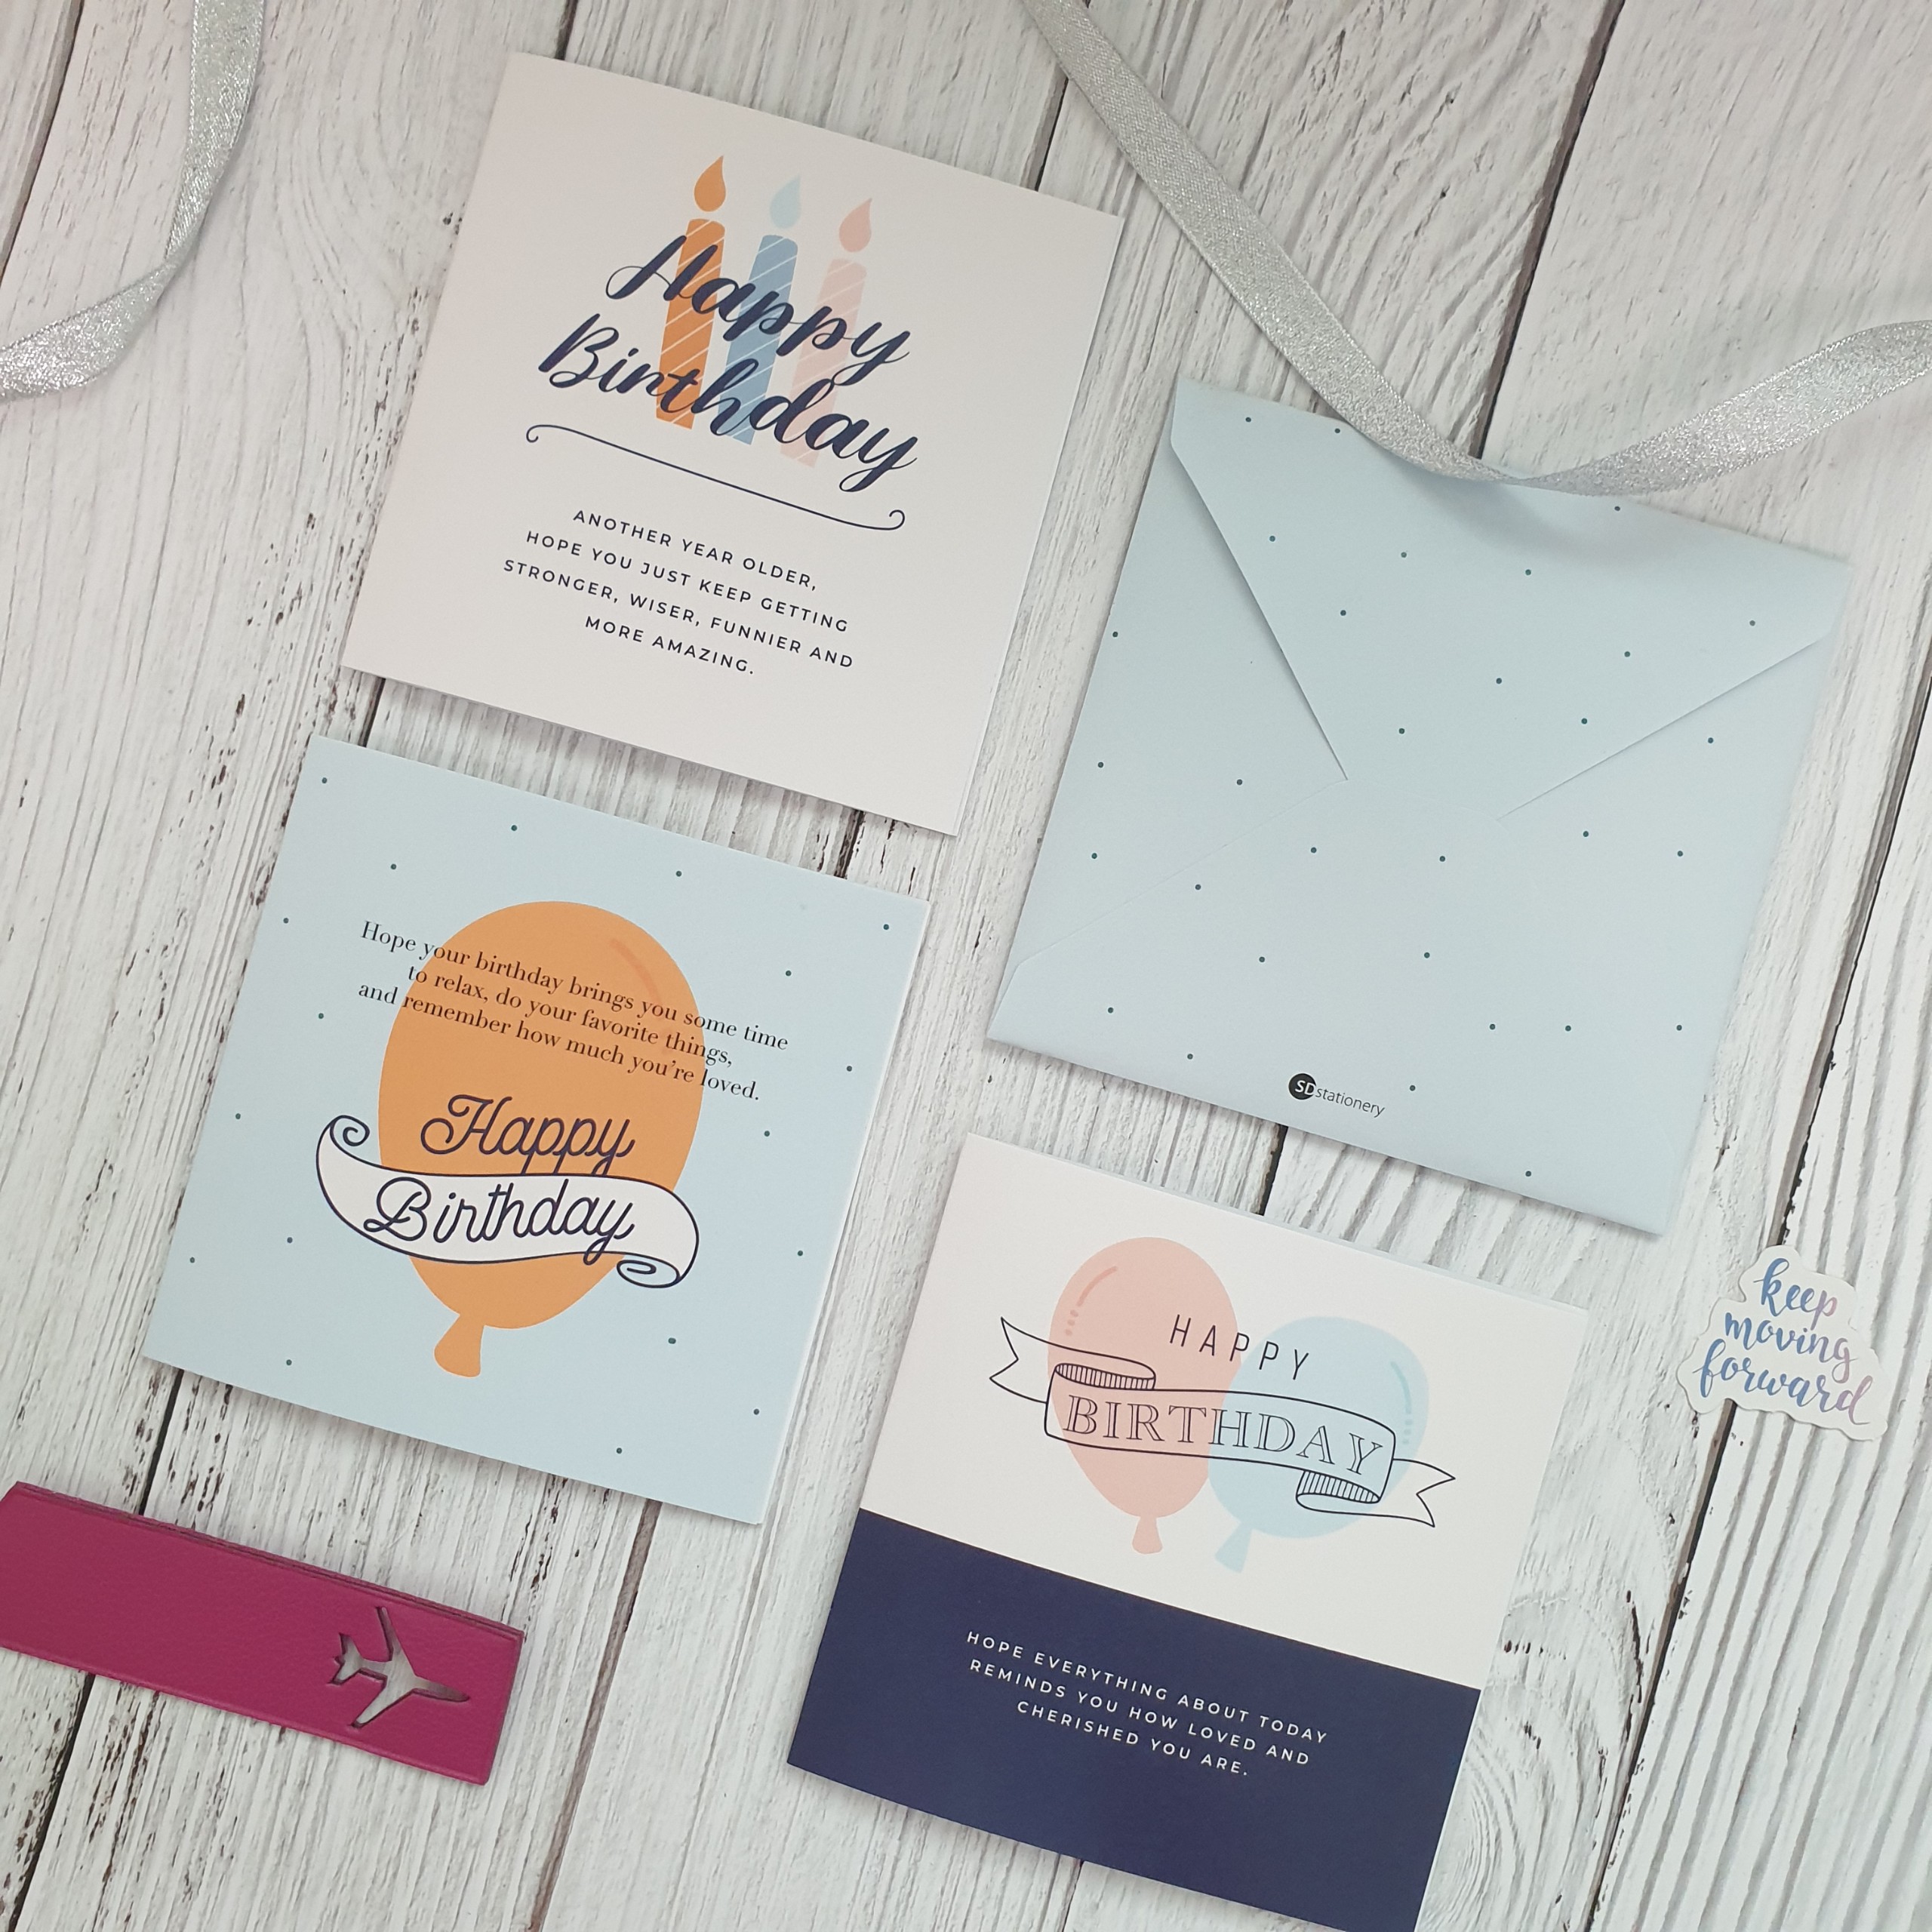 Happy
Birthday
ANOTHER YEAR OLDER,
HOPE YOU JUST KEEP GETTING
STRONGER, WISER, FUNNIER AND
MORE AMAZING.
Hope your birthday brings you some time
to relax, do your favorite things,
and remember how much you're loved.
Happy
Birthday
SDstationery
HAPPY
BIRTHDAY
HOPE EVERYTHING ABOUT TODAY
REMINDS YOU HOW LOVED AND
CHERISHED YOU ARE.
keep
moving
forward